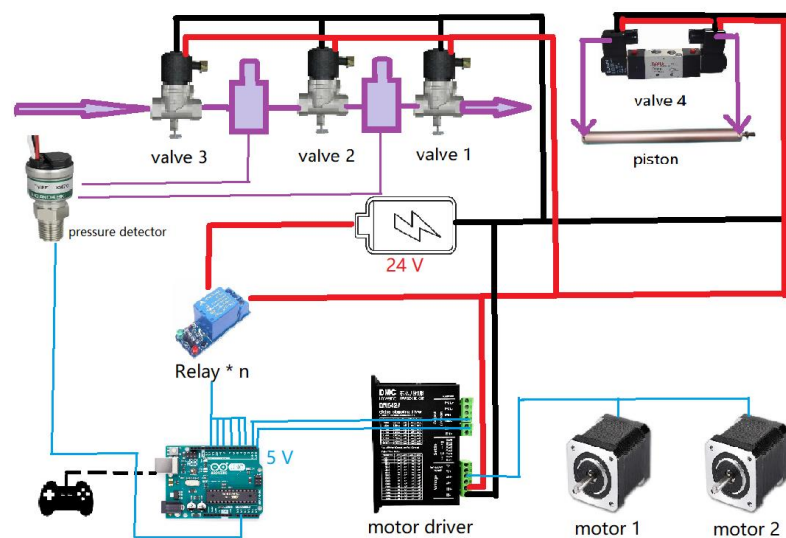 valve 3
valve 2
valve 1
valve 4
piston
pressure detector
24 V
Relay * n
5 V
DMC
motor driver
motor 1
motor 2